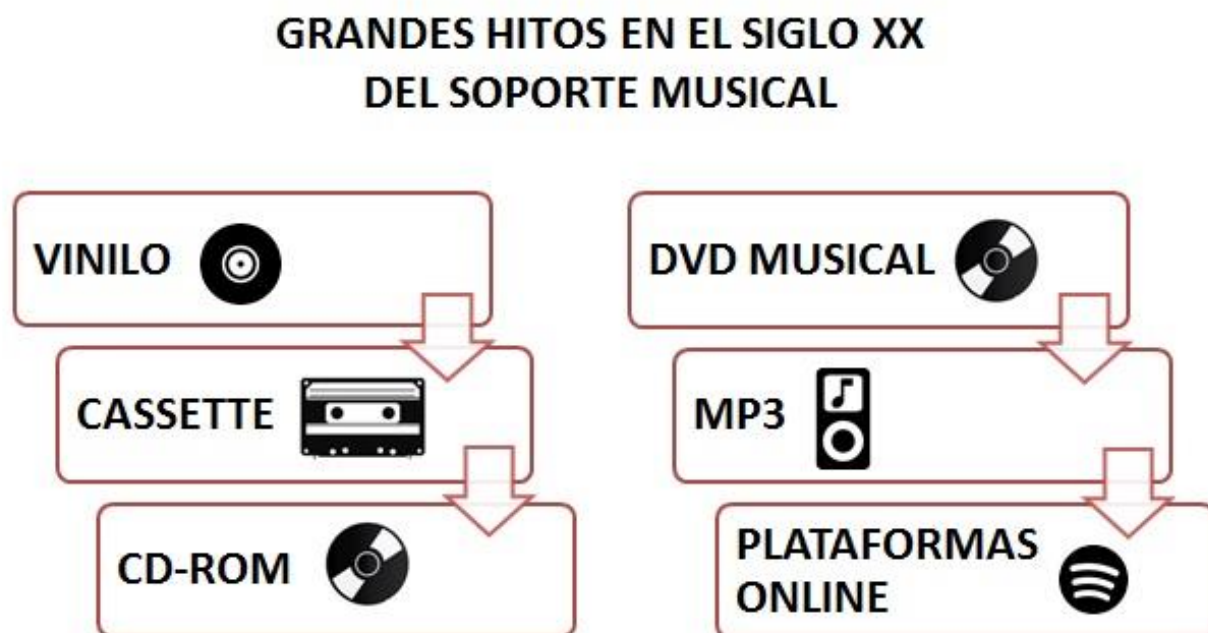 GRANDES HITOS EN EL SIGLO XX
DEL SOPORTE MUSICAL
VINILO
CASSETTE
CD-ROM
DVD MUSICAL
MP3
PLATAFORMAS
ONLINE